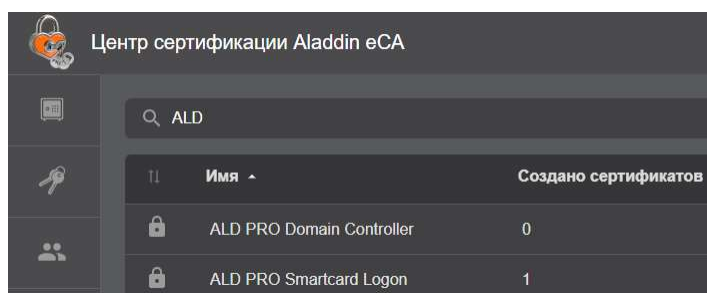 Центр сертификации Aladdin eCA
ALD
Имя Создано сертификатов
ALD PRO Domain Controller 0
ALD PRO Smartcard Logon 1